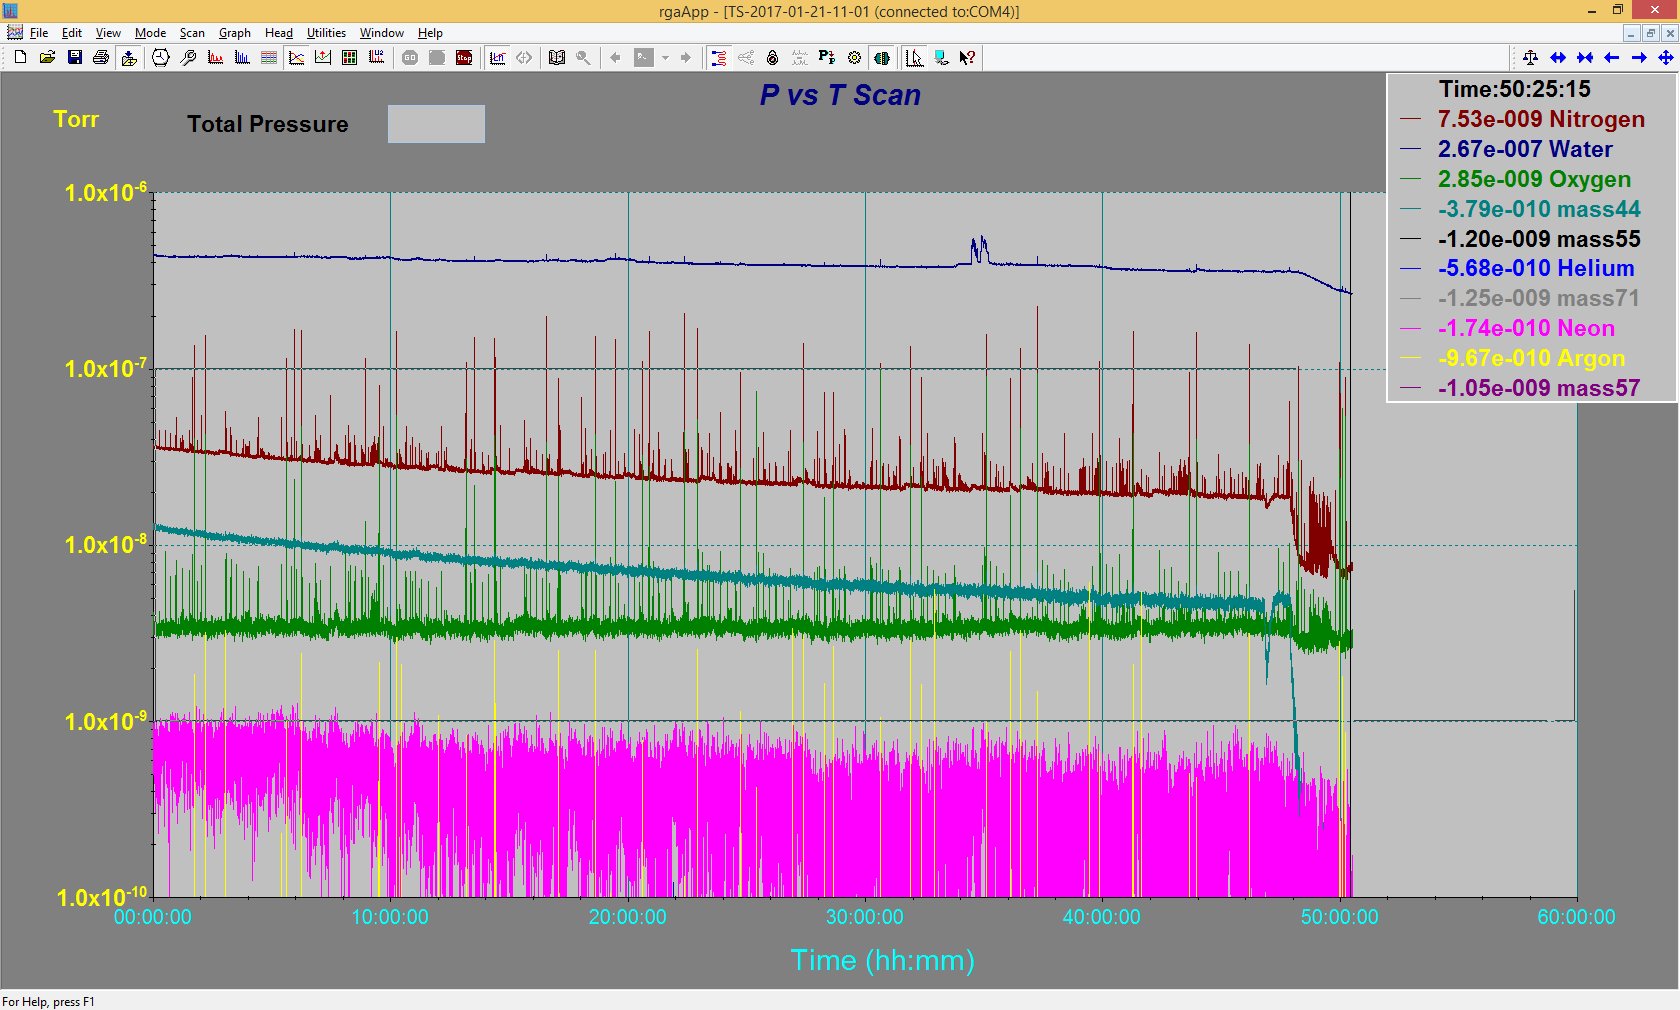 rgaApp - [TS-2017-01-21-11-01 (connected to:COM4)]
File Edit View Mode Scan Graph Head Utilities Window Help
GO Stop
P vs T Scan
Torr
Total Pressure
Time:50:25:15
7.53e-009 Nitrogen
2.67e-007 Water
2.85e-009 Oxygen
-3.79e-010 mass44
-1.20e-009 mass55
-5.68e-010 Helium
-1.25e-009 mass71
-1.74e-010 Neon
-9.67e-010 Argon
-1.05e-009 mass57
1.0x10-6
1.0x10-7
1.0x10-8
1.0x10-9
1.0x10-10
00:00:00 10:00:00 20:00:00 30:00:00 40:00:00 50:00:00 60:00:00
Time (hh:mm)
For Help, press F1